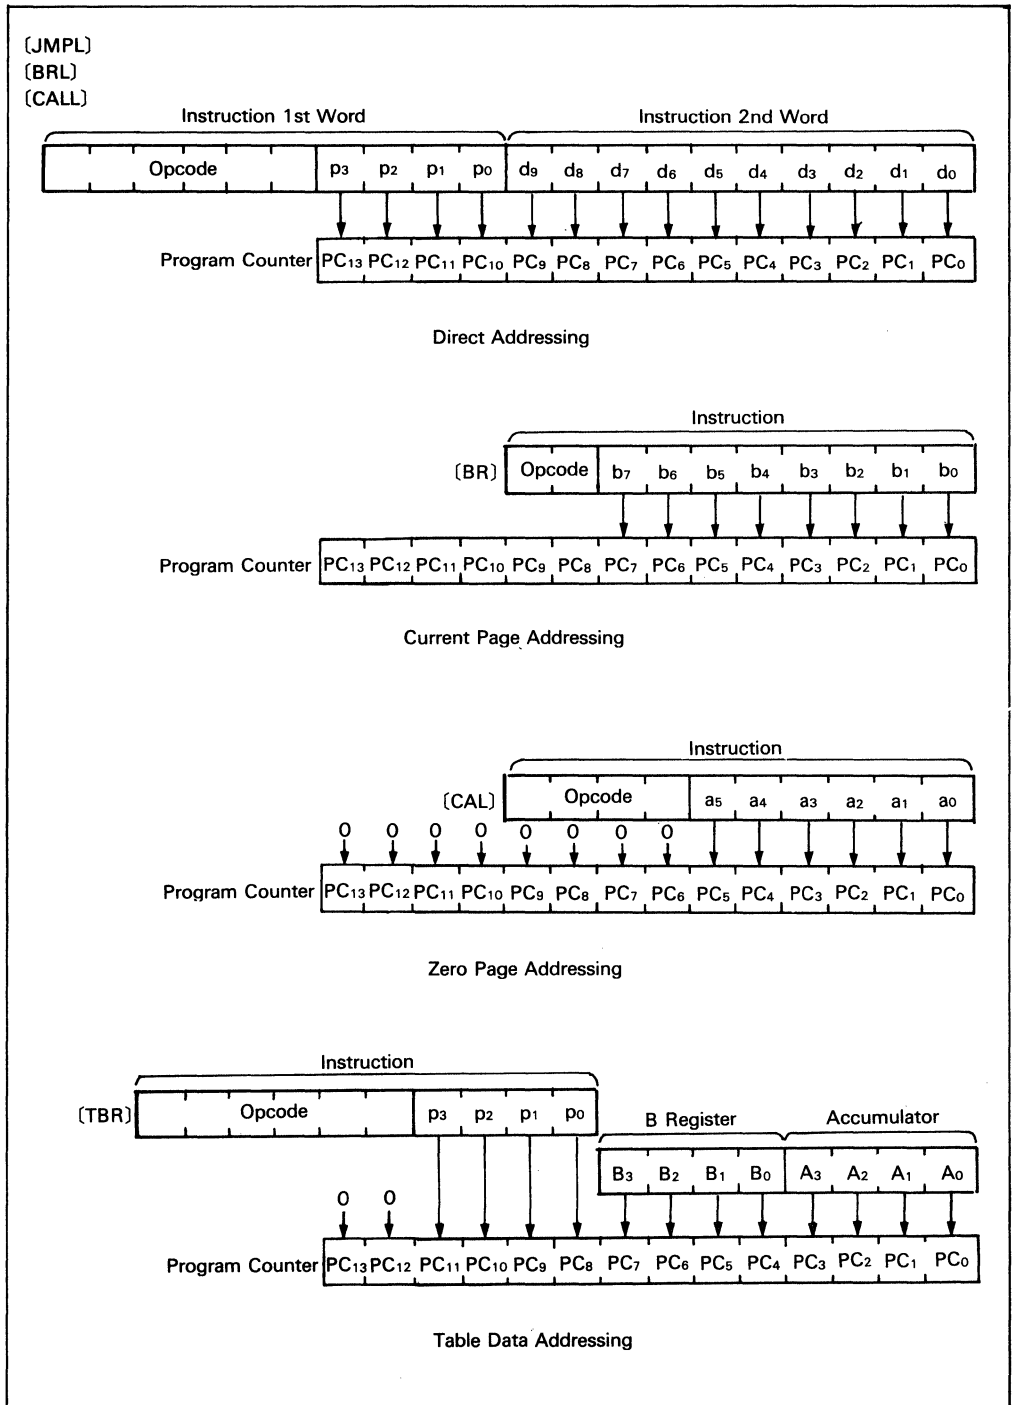 [JMPL]
[BRL]
[CALL]
Instruction 1st Word Instruction 2nd Word
Opcode p3 p2 p1 p0 d9 d8 d7 d6 d5 d4 d3 d2 d1 d0
Program Counter PC13 PC12 PC11 PC10 PC9 PC8 PC7 PC6 PC5 PC4 PC3 PC2 PC1 PC0
Direct Addressing
Instruction
[BR] Opcode b7 b6 b5 b4 b3 b2 b1 b0
Program Counter PC13 PC12 PC11 PC10 PC9 PC8 PC7 PC6 PC5 PC4 PC3 PC2 PC1 PC0
Current Page Addressing
Instruction
[CAL] Opcode a5 a4 a3 a2 a1 a0
0 0 0 0 0 0 0 0
Program Counter PC13 PC12 PC11 PC10 PC9 PC8 PC7 PC6 PC5 PC4 PC3 PC2 PC1 PC0
Zero Page Addressing
Instruction
[TBR] Opcode p3 p2 p1 p0
B Register Accumulator
B3 B2 B1 B0 A3 A2 A1 A0
0 0
Program Counter PC13 PC12 PC11 PC10 PC9 PC8 PC7 PC6 PC5 PC4 PC3 PC2 PC1 PC0
Table Data Addressing